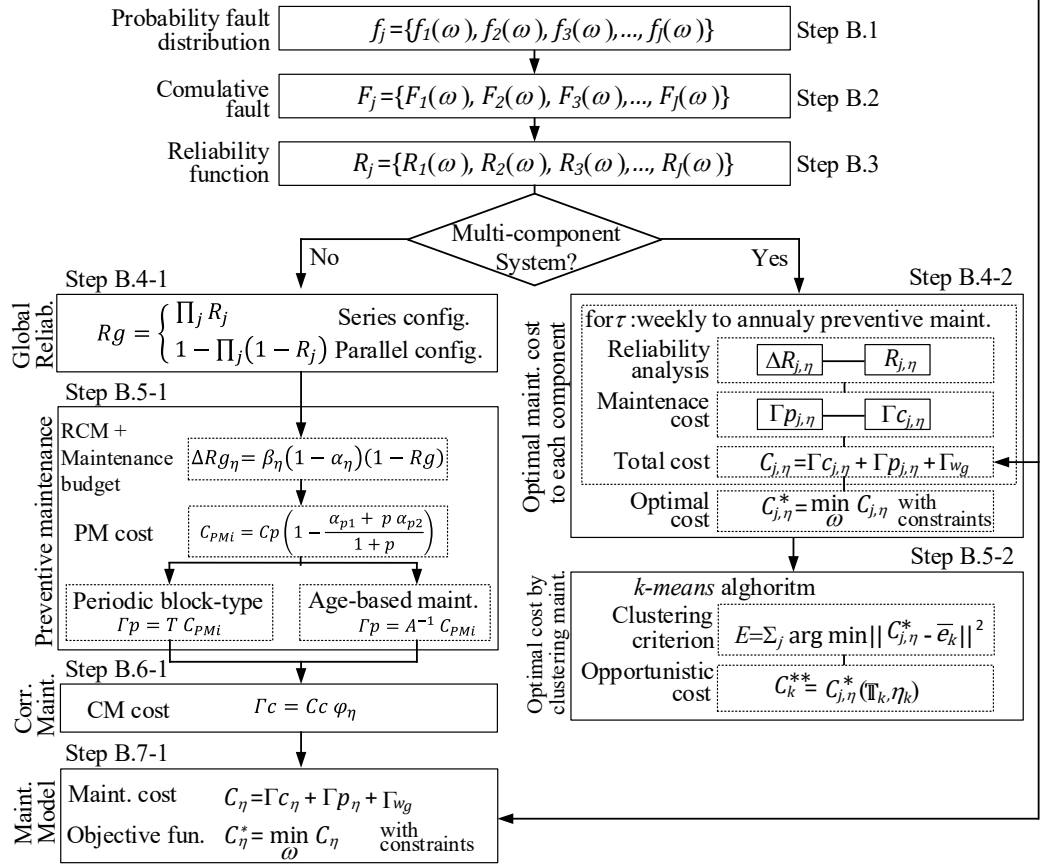 Probability fault
distribution
f_j={f_1(ω), f_2(ω), f_3(ω),..., f_J(ω)}
Step B.1
Comulative
fault
F_j={F_1(ω), F_2(ω), F_3(ω),..., F_J(ω)}
Step B.2
Reliability
function
R_j={R_1(ω), R_2(ω), R_3(ω),..., R_J(ω)}
Step B.3
Multi-component
System?
No
Yes
Step B.4-1
Global
Reliab.
Rg = { ∏_j R_j Series config.
1 − ∏_j(1 − R_j) Parallel config.
Step B.5-1
Preventive maintenance
RCM +
Maintenance
budget
ΔRg_η = β_η(1 − α_η)(1 − Rg)
PM cost
C_PMi = Cp(1 − (α_p1 + p α_p2)/(1 + p))
Periodic block-type
Γp = T C_PMi
Age-based maint.
Γp = A^−1 C_PMi
Step B.6-1
Corr.
Maint.
CM cost
Γc = Cc φ_η
Step B.7-1
Maint.
Model
Maint. cost
C_η=Γc_η + Γp_η + Γ_wg
Objective fun.
C*_η = min_ω C_η
with
constraints
Step B.4-2
Optimal maint. cost
to each component
for τ :weekly to annualy preventive maint.
Reliability
analysis
ΔR_j,η
R_j,η
Maintenace
cost
Γp_j,η
Γc_j,η
Total cost
C_j,η=Γc_j,η + Γp_j,η + Γ_wg
Optimal
cost
C*_j,η = min_ω C_j,η
with
constraints
Step B.5-2
Optimal cost by
clustering maint.
k-means alghoritm
Clustering
criterion
E=Σ_j arg min|| C*_j,η - e̅_k||^2
Opportunistic
cost
C**_k = C*_j,η(𝕋_k,η_k)